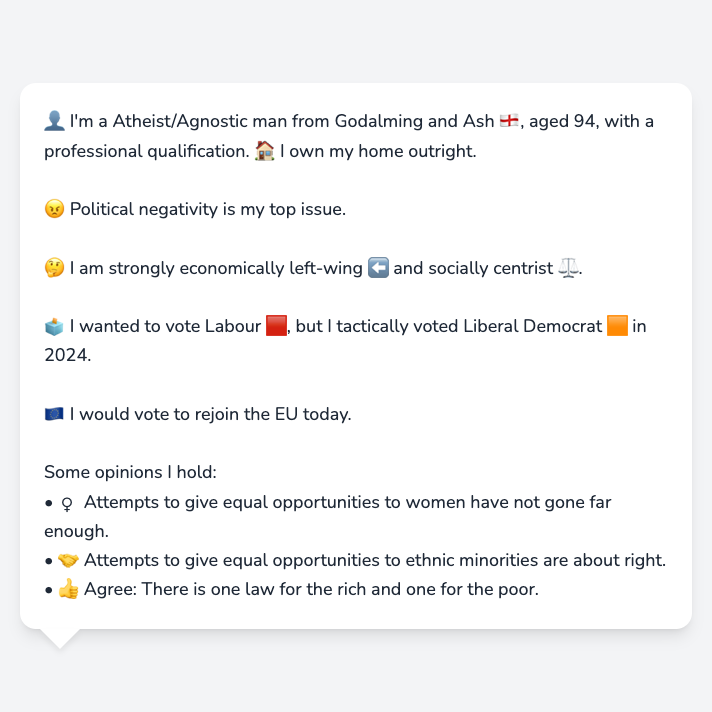 👤 I'm a Atheist/Agnostic man from Godalming and Ash 🏴󠁧󠁢󠁥󠁮󠁧󠁿, aged 94, with a
professional qualification. 🏠 I own my home outright.
😠 Political negativity is my top issue.
🤔 I am strongly economically left-wing ⬅️ and socially centrist ⚖️.
🗳️ I wanted to vote Labour 🟥, but I tactically voted Liberal Democrat 🟧 in
2024.
🇪🇺 I would vote to rejoin the EU today.
Some opinions I hold:
• ♀ Attempts to give equal opportunities to women have not gone far
enough.
• 🤝 Attempts to give equal opportunities to ethnic minorities are about right.
• 👍 Agree: There is one law for the rich and one for the poor.